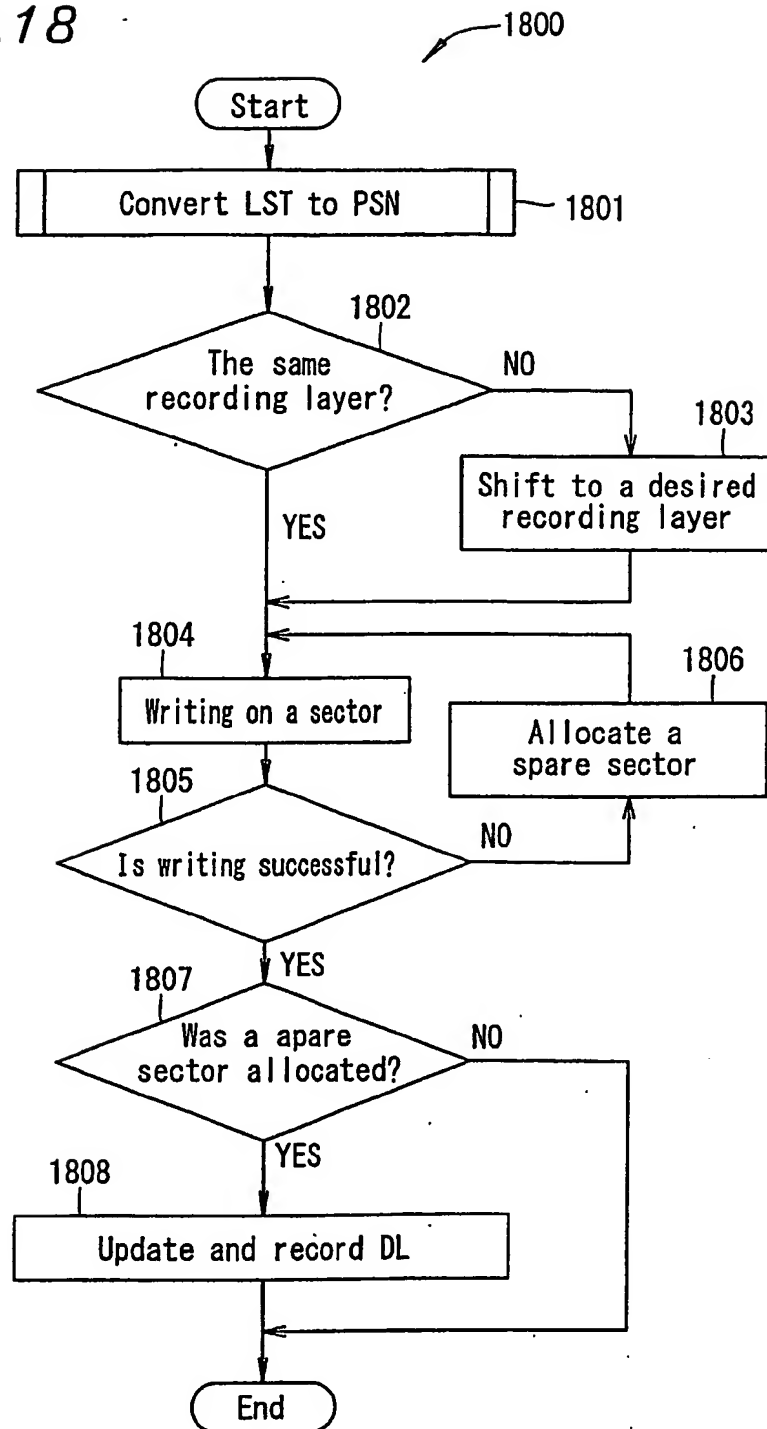 .18
1800
Start
Convert LST to PSN
1801
1802
The same
recording layer?
NO
1803
Shift to a desired
recording layer
YES
1804
Writing on a sector
1806
Allocate a
spare sector
1805
Is writing successful?
NO
YES
1807
Was a apare
sector allocated?
NO
YES
1808
Update and record DL
End